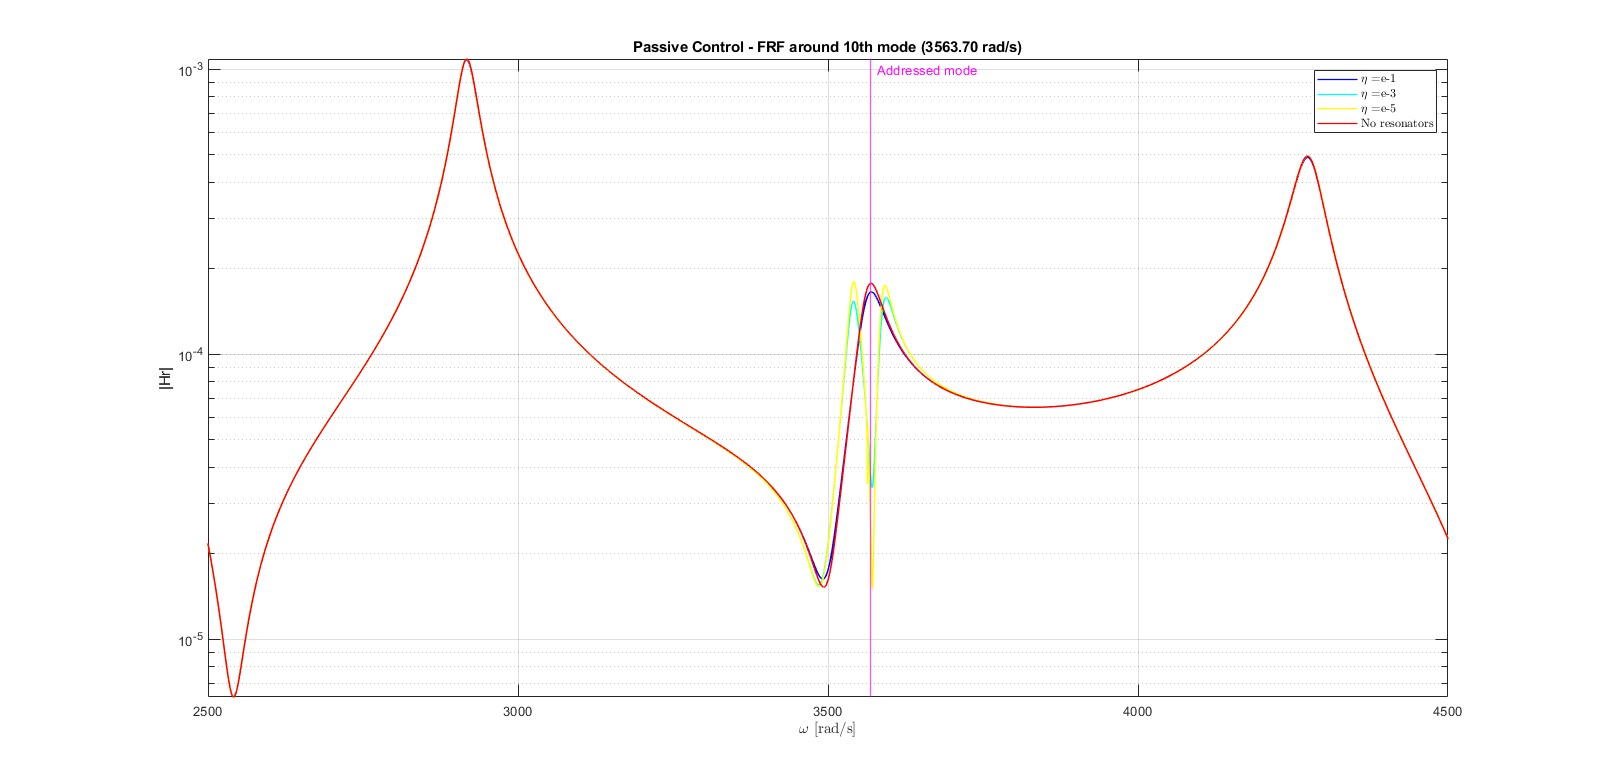 Passive Control - FRF around 10th mode (3563.70 rad/s)
Addressed mode
η =e-1
η =e-3
η =e-5
No resonators
|Hr|
10^-3
10^-4
10^-5
2500 3000 3500 4000 4500
ω [rad/s]